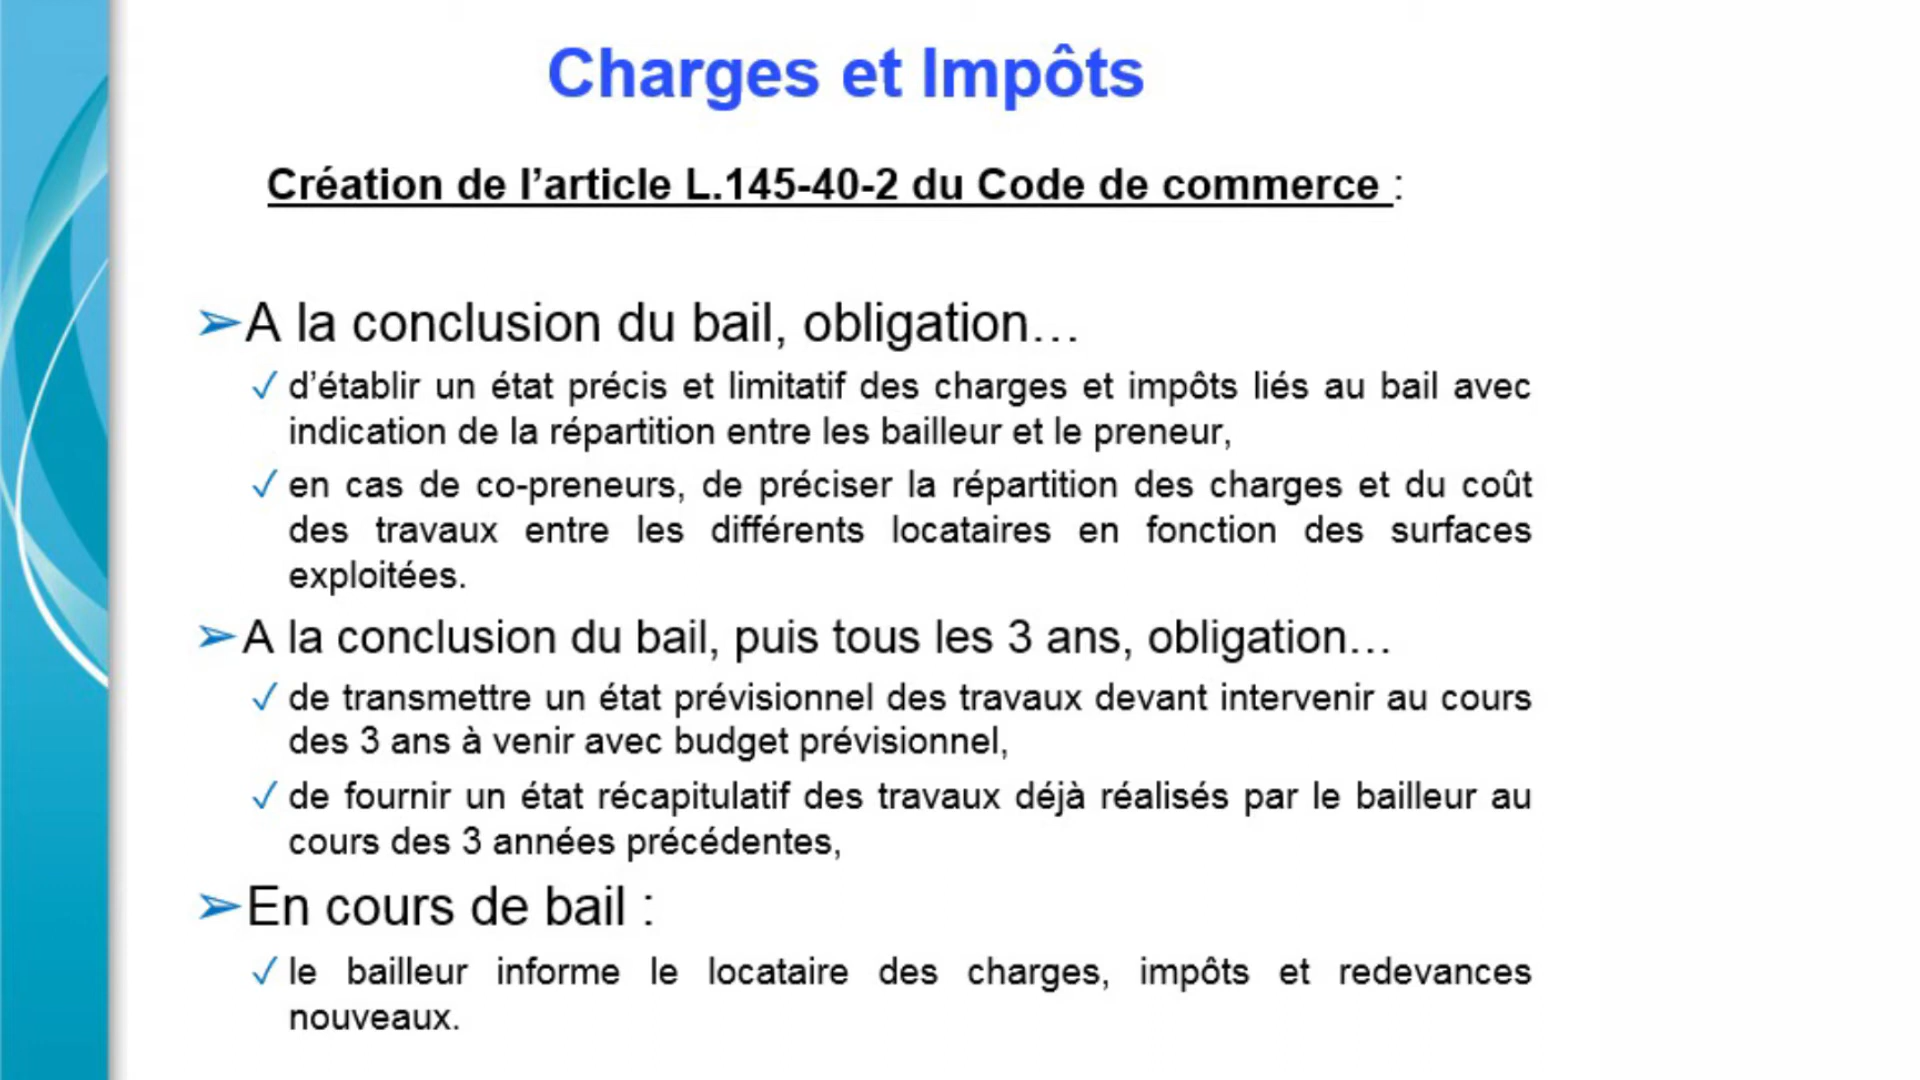 Charges et Impôts
Création de l’article L.145-40-2 du Code de commerce :
➢A la conclusion du bail, obligation…
✓ d’établir un état précis et limitatif des charges et impôts liés au bail avec
indication de la répartition entre les bailleur et le preneur,
✓ en cas de co-preneurs, de préciser la répartition des charges et du coût
des travaux entre les différents locataires en fonction des surfaces
exploitées.
➢A la conclusion du bail, puis tous les 3 ans, obligation…
✓ de transmettre un état prévisionnel des travaux devant intervenir au cours
des 3 ans à venir avec budget prévisionnel,
✓ de fournir un état récapitulatif des travaux déjà réalisés par le bailleur au
cours des 3 années précédentes,
➢En cours de bail :
✓ le bailleur informe le locataire des charges, impôts et redevances
nouveaux.